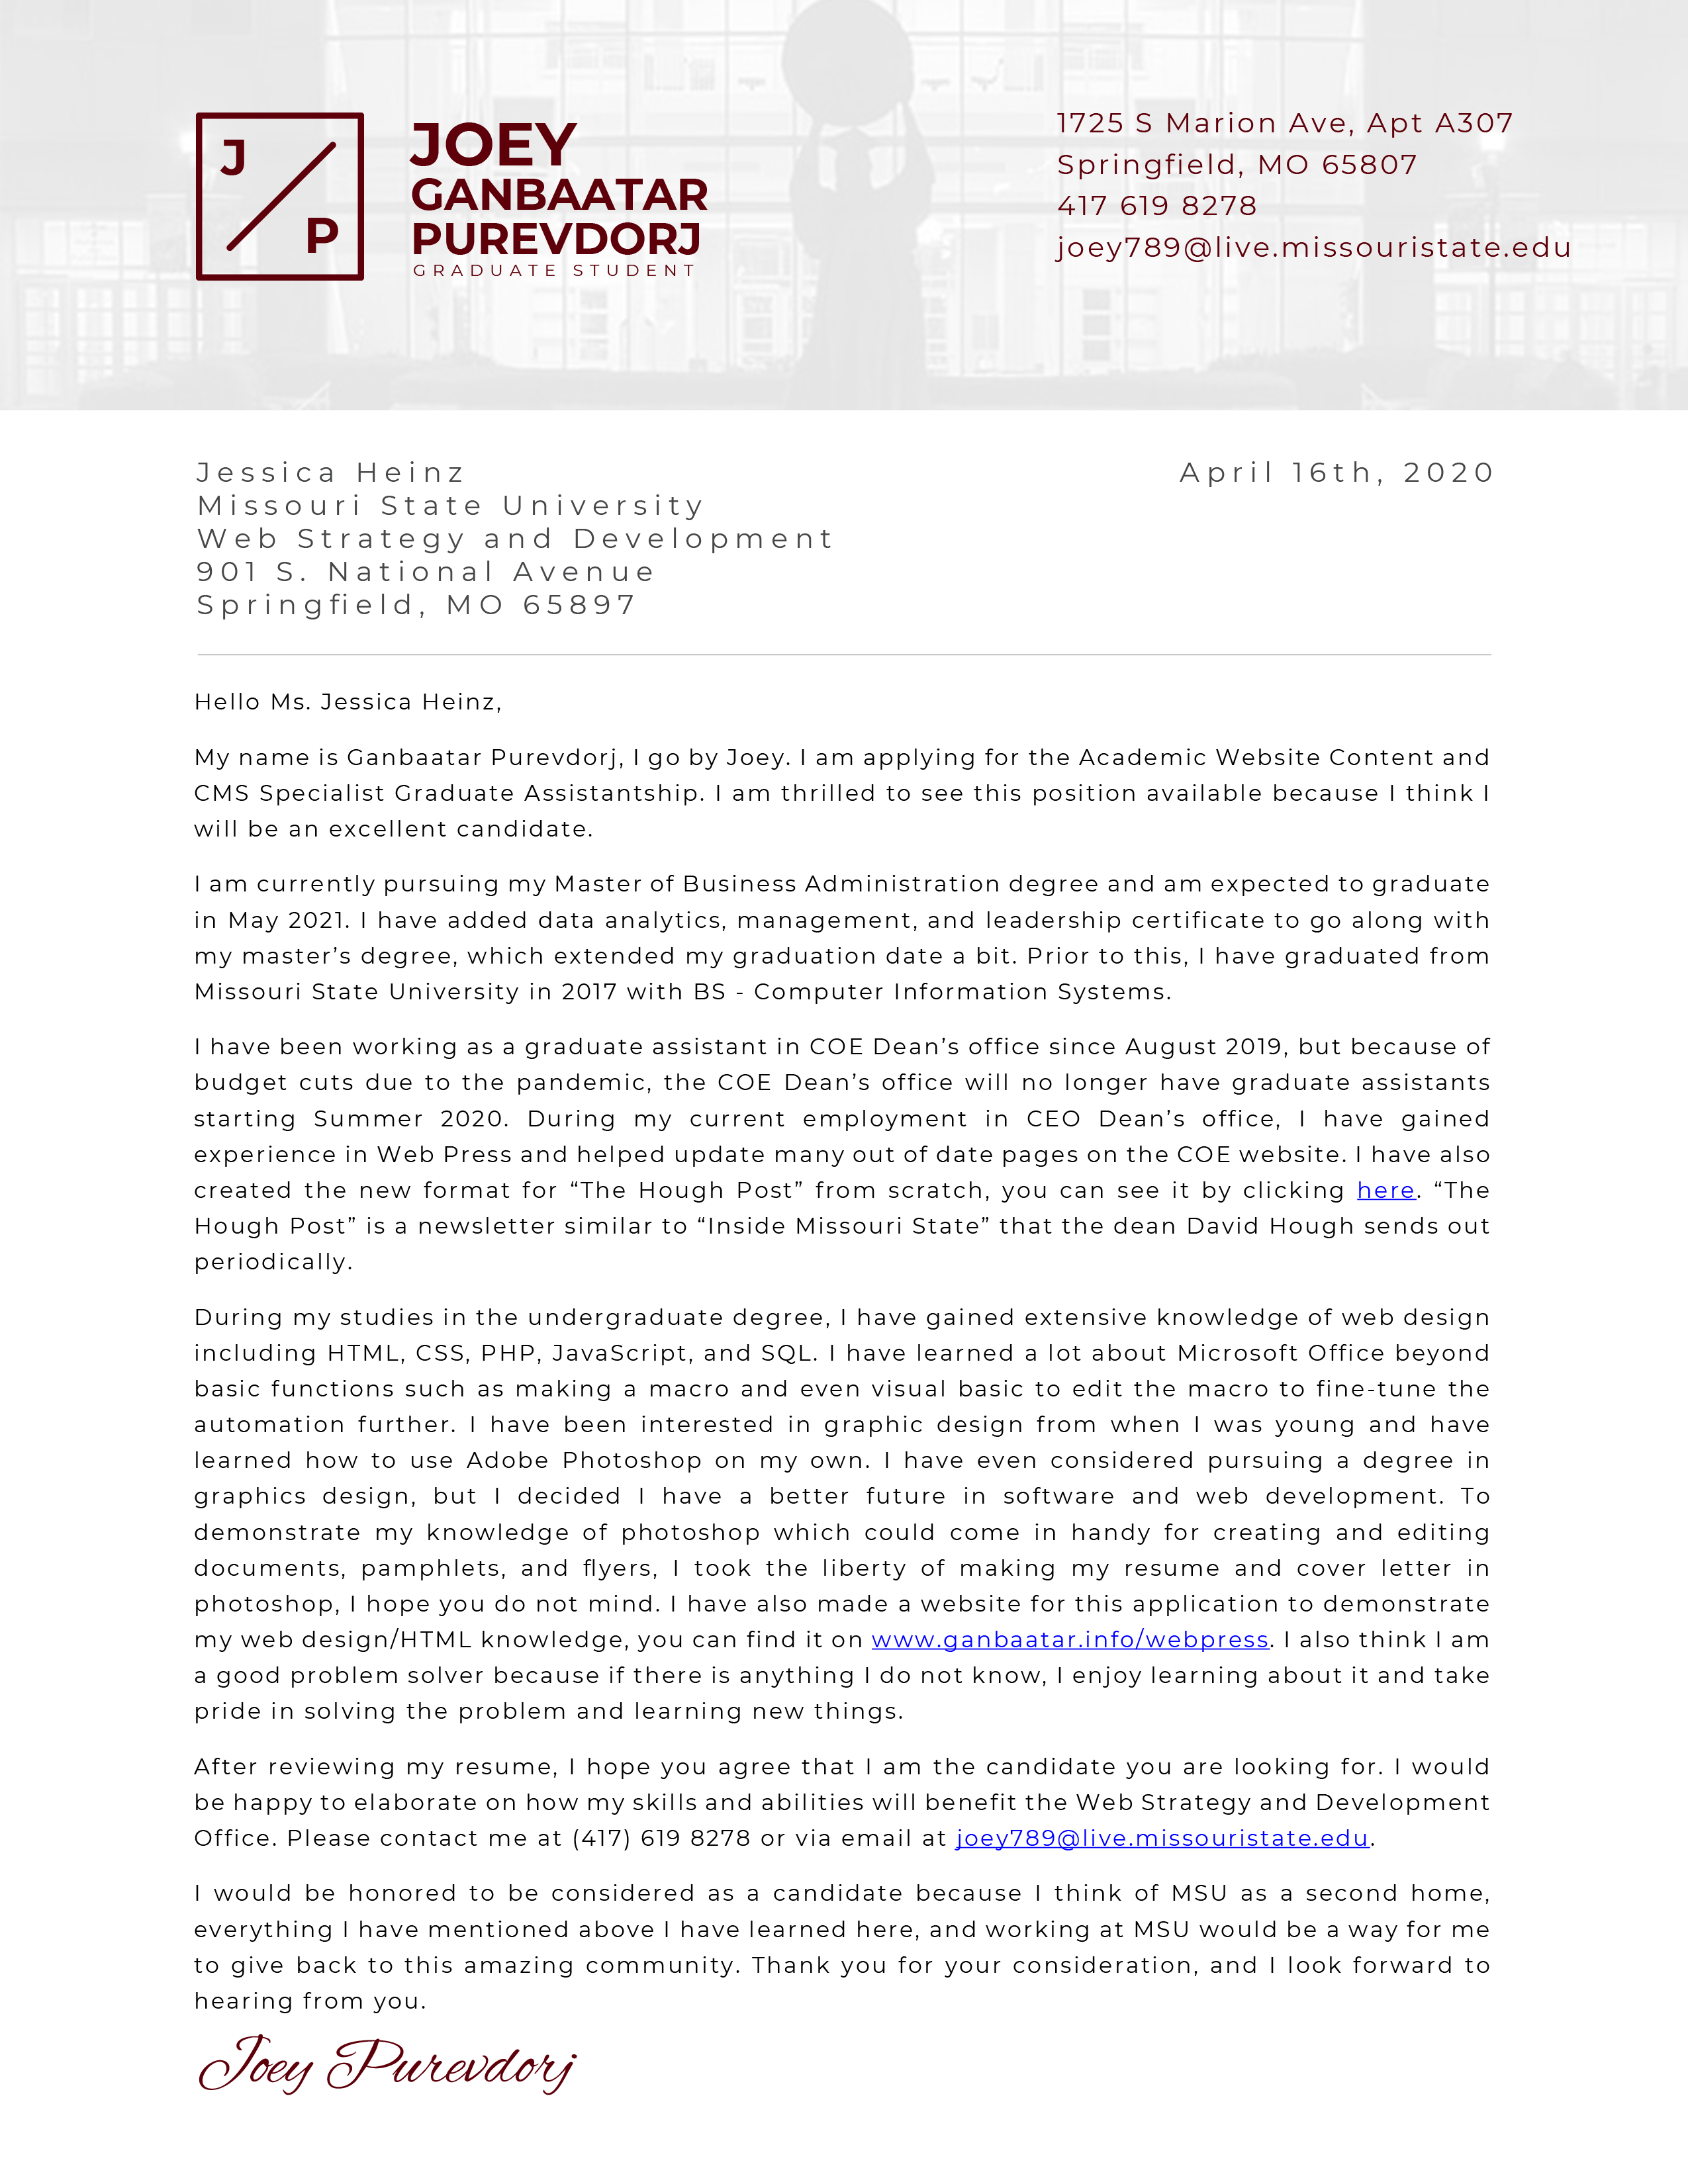 J
P
JOEY
GANBAATAR
PUREVDORJ
GRADUATE STUDENT
1725 S Marion Ave, Apt A307
Springfield, MO 65807
417 619 8278
joey789@live.missouristate.edu
Jessica Heinz
Missouri State University
Web Strategy and Development
901 S. National Avenue
Springfield, MO 65897
April 16th, 2020
Hello Ms. Jessica Heinz,
My name is Ganbaatar Purevdorj, I go by Joey. I am applying for the Academic Website Content and
CMS Specialist Graduate Assistantship. I am thrilled to see this position available because I think I
will be an excellent candidate.
I am currently pursuing my Master of Business Administration degree and am expected to graduate
in May 2021. I have added data analytics, management, and leadership certificate to go along with
my master’s degree, which extended my graduation date a bit. Prior to this, I have graduated from
Missouri State University in 2017 with BS - Computer Information Systems.
I have been working as a graduate assistant in COE Dean’s office since August 2019, but because of
budget cuts due to the pandemic, the COE Dean’s office will no longer have graduate assistants
starting Summer 2020. During my current employment in CEO Dean’s office, I have gained
experience in Web Press and helped update many out of date pages on the COE website. I have also
created the new format for “The Hough Post” from scratch, you can see it by clicking here. “The
Hough Post” is a newsletter similar to “Inside Missouri State” that the dean David Hough sends out
periodically.
During my studies in the undergraduate degree, I have gained extensive knowledge of web design
including HTML, CSS, PHP, JavaScript, and SQL. I have learned a lot about Microsoft Office beyond
basic functions such as making a macro and even visual basic to edit the macro to fine-tune the
automation further. I have been interested in graphic design from when I was young and have
learned how to use Adobe Photoshop on my own. I have even considered pursuing a degree in
graphics design, but I decided I have a better future in software and web development. To
demonstrate my knowledge of photoshop which could come in handy for creating and editing
documents, pamphlets, and flyers, I took the liberty of making my resume and cover letter in
photoshop, I hope you do not mind. I have also made a website for this application to demonstrate
my web design/HTML knowledge, you can find it on www.ganbaatar.info/webpress. I also think I am
a good problem solver because if there is anything I do not know, I enjoy learning about it and take
pride in solving the problem and learning new things.
After reviewing my resume, I hope you agree that I am the candidate you are looking for. I would
be happy to elaborate on how my skills and abilities will benefit the Web Strategy and Development
Office. Please contact me at (417) 619 8278 or via email at joey789@live.missouristate.edu.
I would be honored to be considered as a candidate because I think of MSU as a second home,
everything I have mentioned above I have learned here, and working at MSU would be a way for me
to give back to this amazing community. Thank you for your consideration, and I look forward to
hearing from you.
Joey Purevdorj